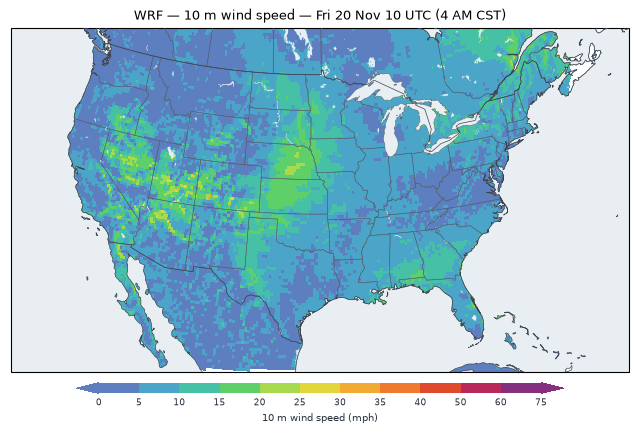 WRF — 10 m wind speed — Fri 20 Nov 10 UTC (4 AM CST)
0 5 10 15 20 25 30 35 40 50 60 75
10 m wind speed (mph)